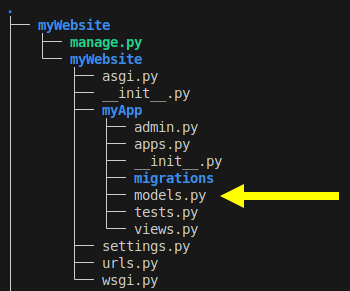 .
myWebsite
manage.py
myWebsite
asgi.py
__init__.py
myApp
admin.py
apps.py
__init__.py
migrations
models.py
tests.py
views.py
settings.py
urls.py
wsgi.py